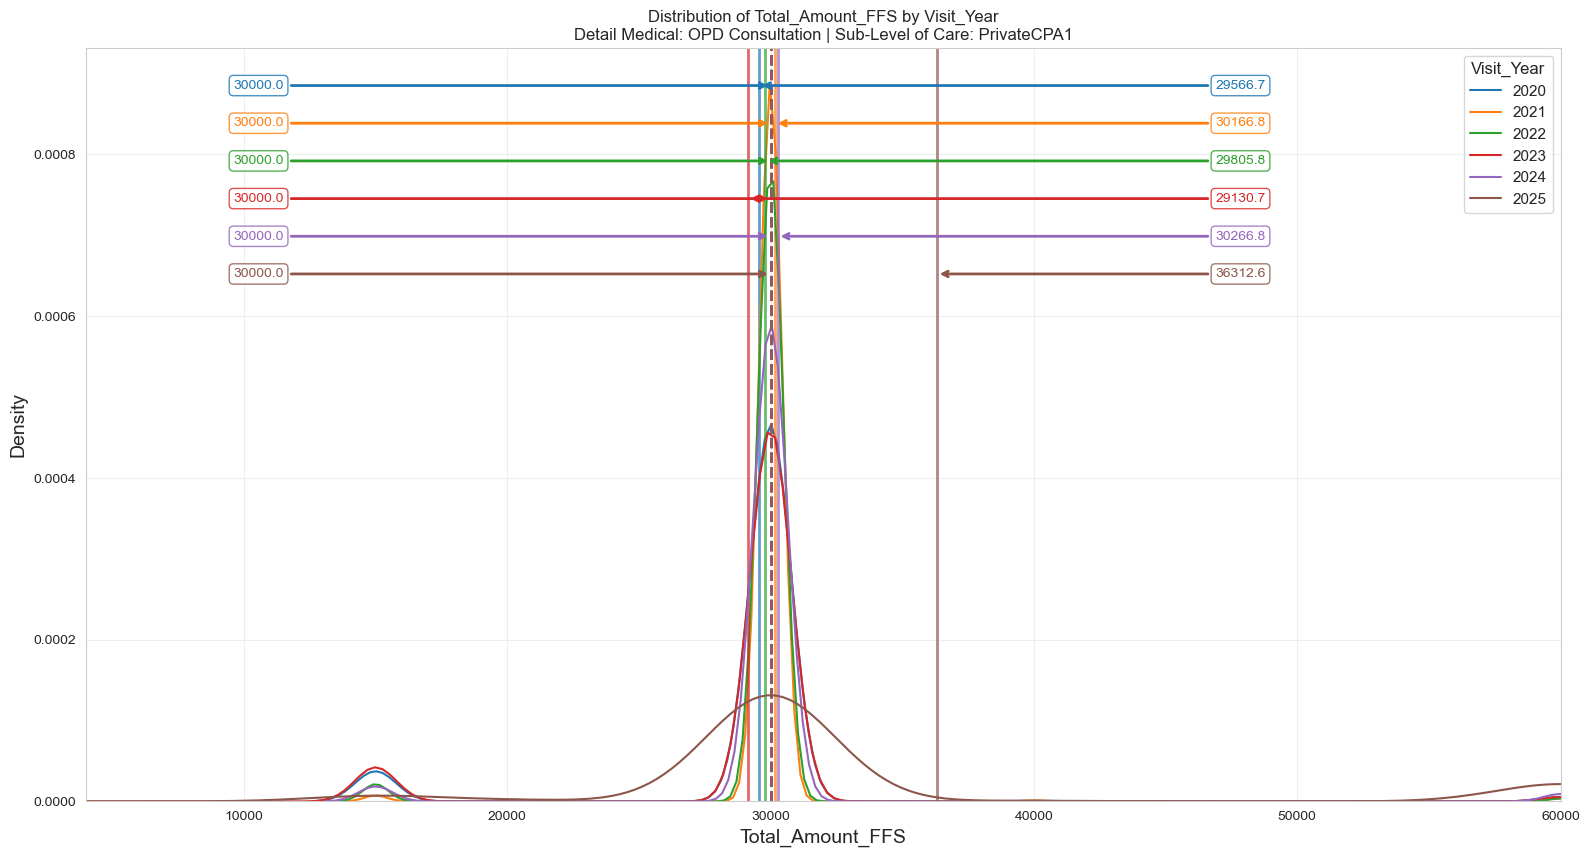 Distribution of Total_Amount_FFS by Visit_Year
Detail Medical: OPD Consultation | Sub-Level of Care: PrivateCPA1
Visit_Year
2020
2021
2022
2023
2024
2025
30000.0 29566.7
30000.0 30166.8
30000.0 29805.8
30000.0 29130.7
30000.0 30266.8
30000.0 36312.6
Density
0.0008
0.0006
0.0004
0.0002
0.0000
10000 20000 30000 40000 50000 60000
Total_Amount_FFS